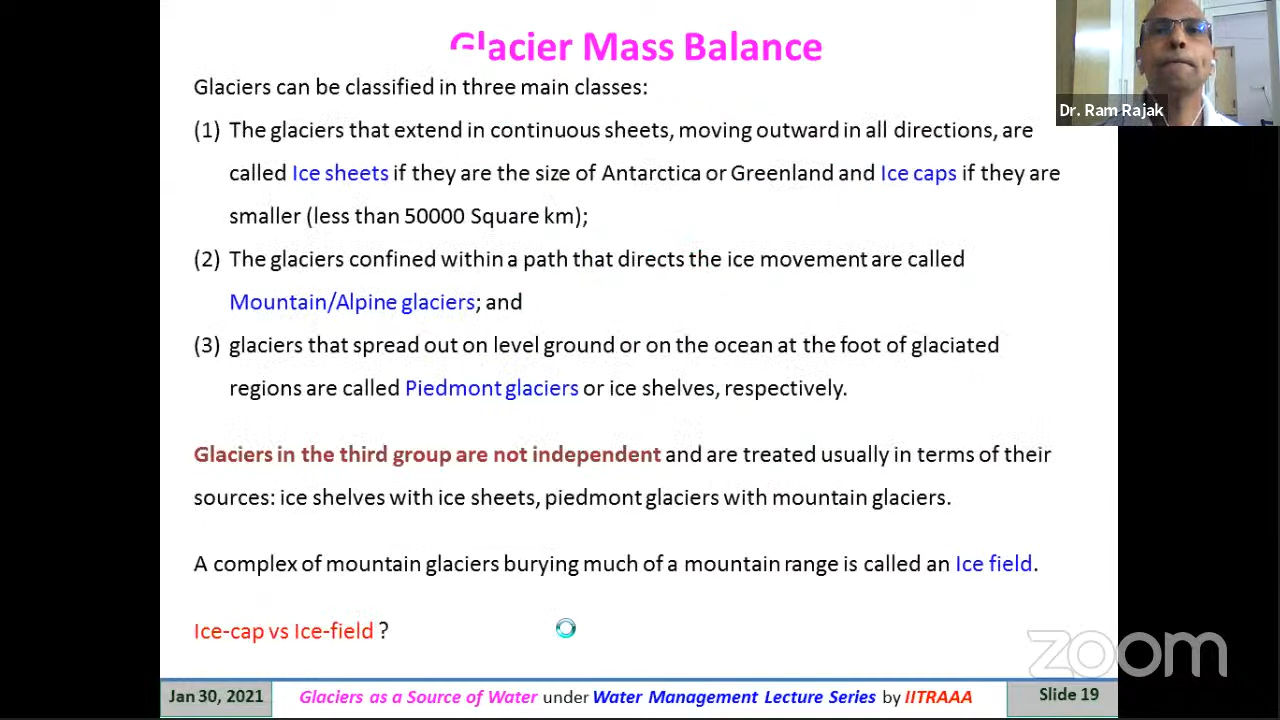 Glacier Mass Balance
Glaciers can be classified in three main classes:
(1) The glaciers that extend in continuous sheets, moving outward in all directions, are
called Ice sheets if they are the size of Antarctica or Greenland and Ice caps if they are
smaller (less than 50000 Square km);
(2) The glaciers confined within a path that directs the ice movement are called
Mountain/Alpine glaciers; and
(3) glaciers that spread out on level ground or on the ocean at the foot of glaciated
regions are called Piedmont glaciers or ice shelves, respectively.
Glaciers in the third group are not independent and are treated usually in terms of their
sources: ice shelves with ice sheets, piedmont glaciers with mountain glaciers.
A complex of mountain glaciers burying much of a mountain range is called an Ice field.
Ice-cap vs Ice-field ?
Dr. Ram Rajak
zoom
Jan 30, 2021
Glaciers as a Source of Water under Water Management Lecture Series by IITRAAA
Slide 19